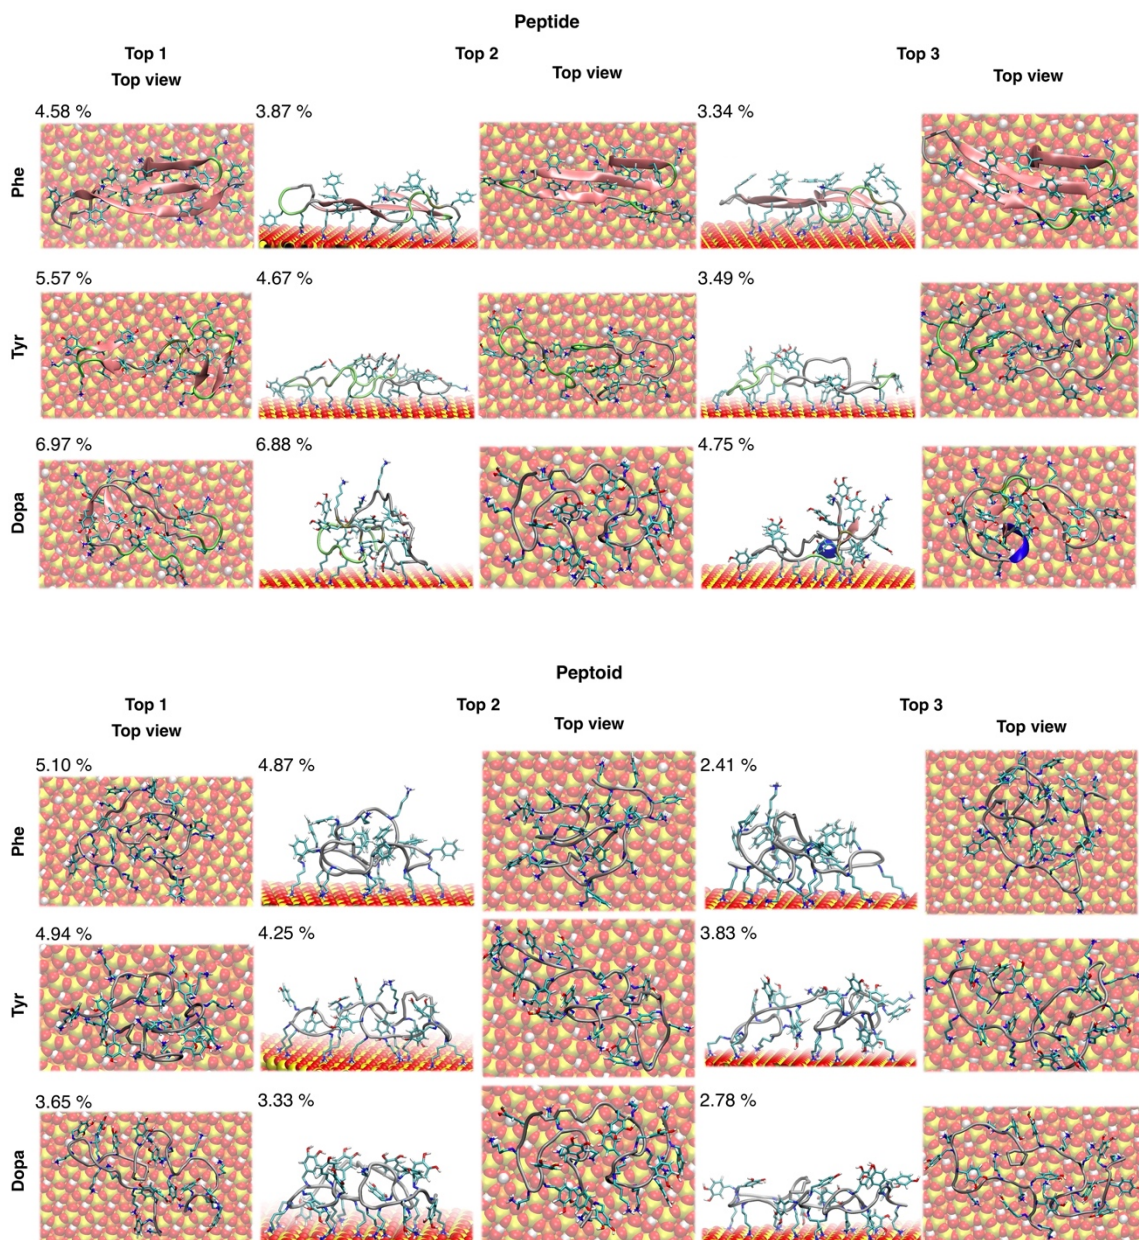 Peptide
Top 1
Top 2
Top 3
Top view
Top view
Top view
4.58 %
3.87 %
3.34 %
Phe
5.57 %
4.67 %
3.49 %
Tyr
6.97 %
6.88 %
4.75 %
Dopa
Peptoid
Top 1
Top 2
Top 3
Top view
Top view
Top view
5.10 %
4.87 %
2.41 %
Phe
4.94 %
4.25 %
3.83 %
Tyr
3.65 %
3.33 %
2.78 %
Dopa